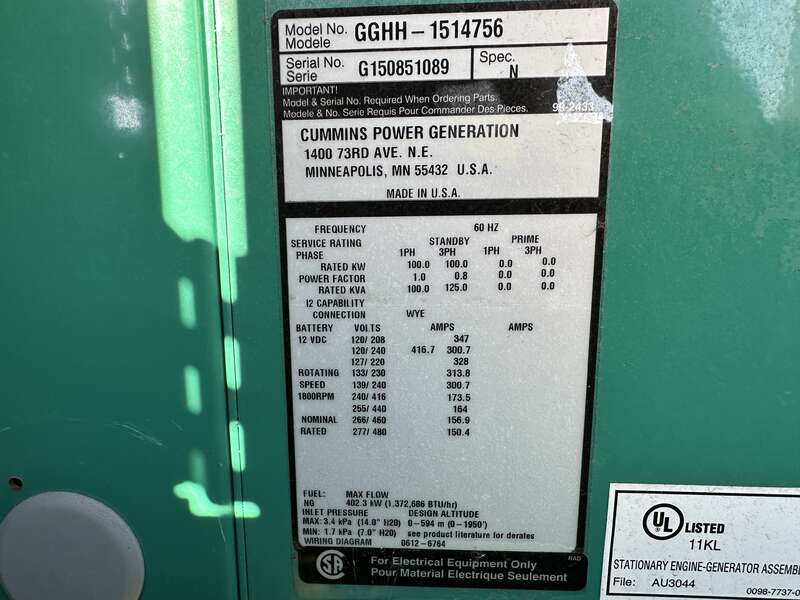 Model No. GGHH-1514756
Modele
Serial No. G150851089 Spec. N
Serie
IMPORTANT!
Model & Serial No. Required When Ordering Parts.
Modele & No. Serie Requis Pour Commander Des Pieces. 98-2433
CUMMINS POWER GENERATION
1400 73RD AVE. N.E.
MINNEAPOLIS, MN 55432 U.S.A.
MADE IN U.S.A.
FREQUENCY 60 HZ
SERVICE RATING STANDBY PRIME
PHASE 1PH 3PH 1PH 3PH
RATED KW 100.0 100.0 0.0 0.0
POWER FACTOR 1.0 0.8 0.0 0.0
RATED KVA 100.0 125.0 0.0 0.0
I2 CAPABILITY
CONNECTION WYE
BATTERY VOLTS AMPS AMPS
12 VDC 120/ 208 347
120/ 240 416.7 300.7
127/ 220 328
ROTATING 133/ 230 313.8
SPEED 139/ 240 300.7
1800RPM 240/ 416 173.5
255/ 440 164
NOMINAL 266/ 460 156.9
RATED 277/ 480 150.4
FUEL: MAX FLOW
NG 402.3 kW (1,372,686 BTU/hr)
INLET PRESSURE DESIGN ALTITUDE
MAX: 3.4 kPa (14.0" H20) 0-594 m (0-1950')
MIN: 1.7 kPa (7.0" H20) see product literature for derates
WIRING DIAGRAM 0612-6764
NAD
For Electrical Equipment Only
Pour Material Electrique Seulement
UL LISTED
11KL
STATIONARY ENGINE-GENERATOR ASSEMB
File: AU3044
0098-7737-0